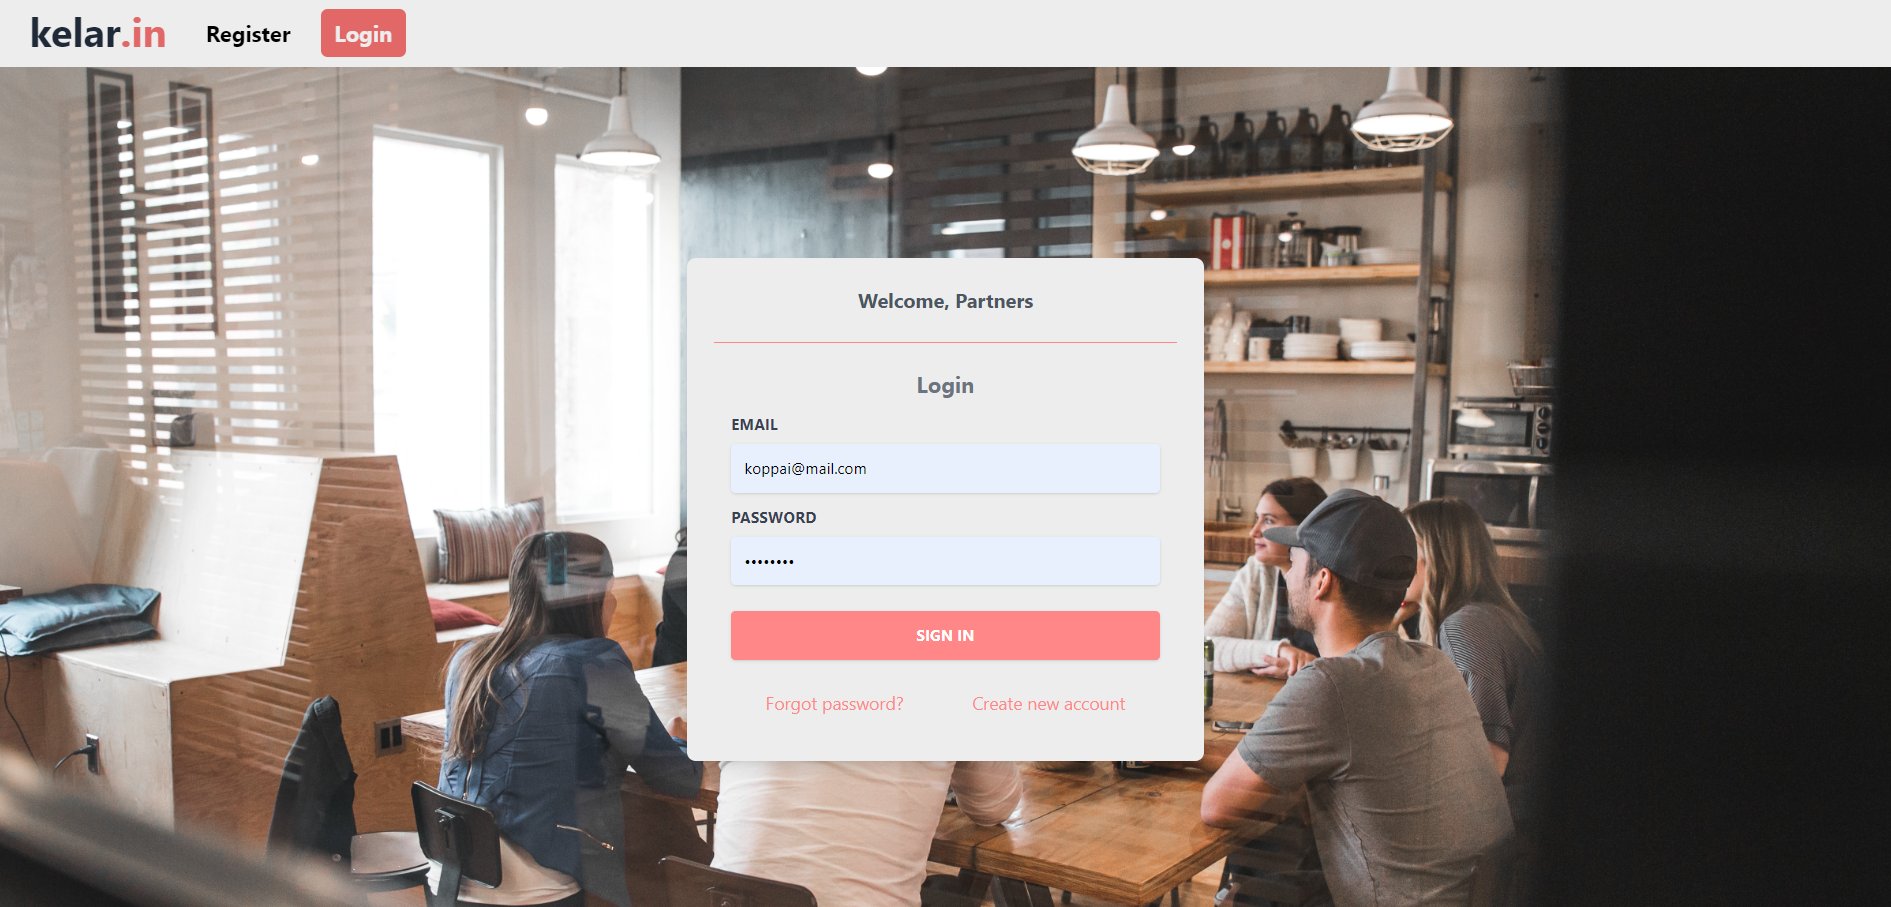 kelar.in Register Login
Welcome, Partners
Login
EMAIL
koppai@mail.com
PASSWORD
••••••••
SIGN IN
Forgot password? Create new account